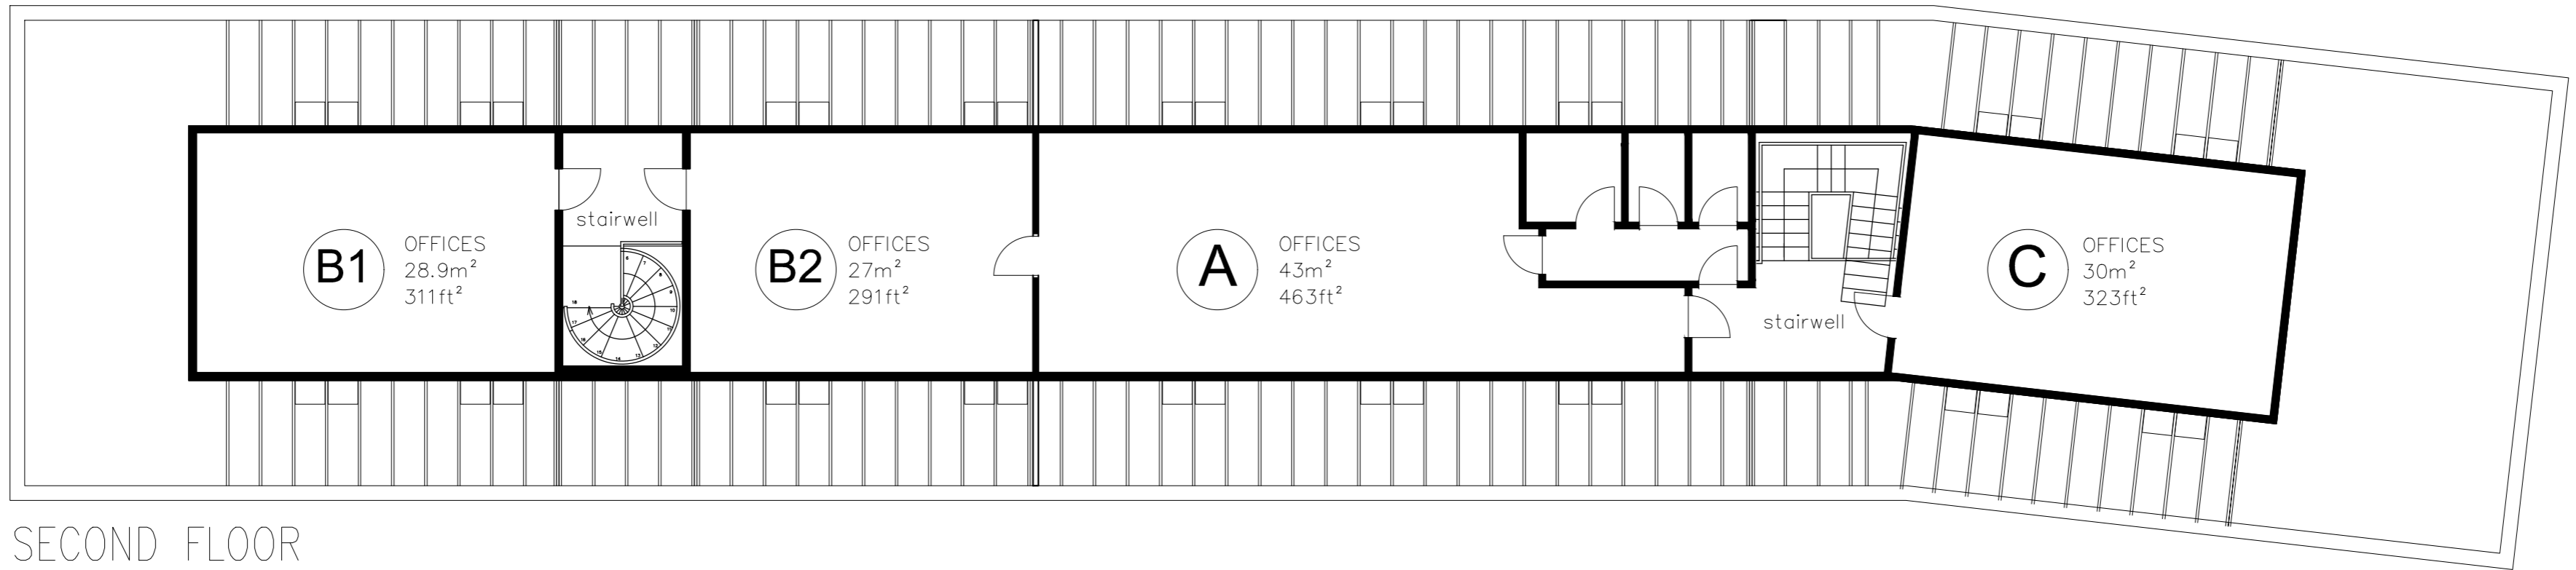 B1
OFFICES
28.9m²
311ft²
stairwell
B2
OFFICES
27m²
291ft²
A
OFFICES
43m²
463ft²
stairwell
C
OFFICES
30m²
323ft²
SECOND FLOOR